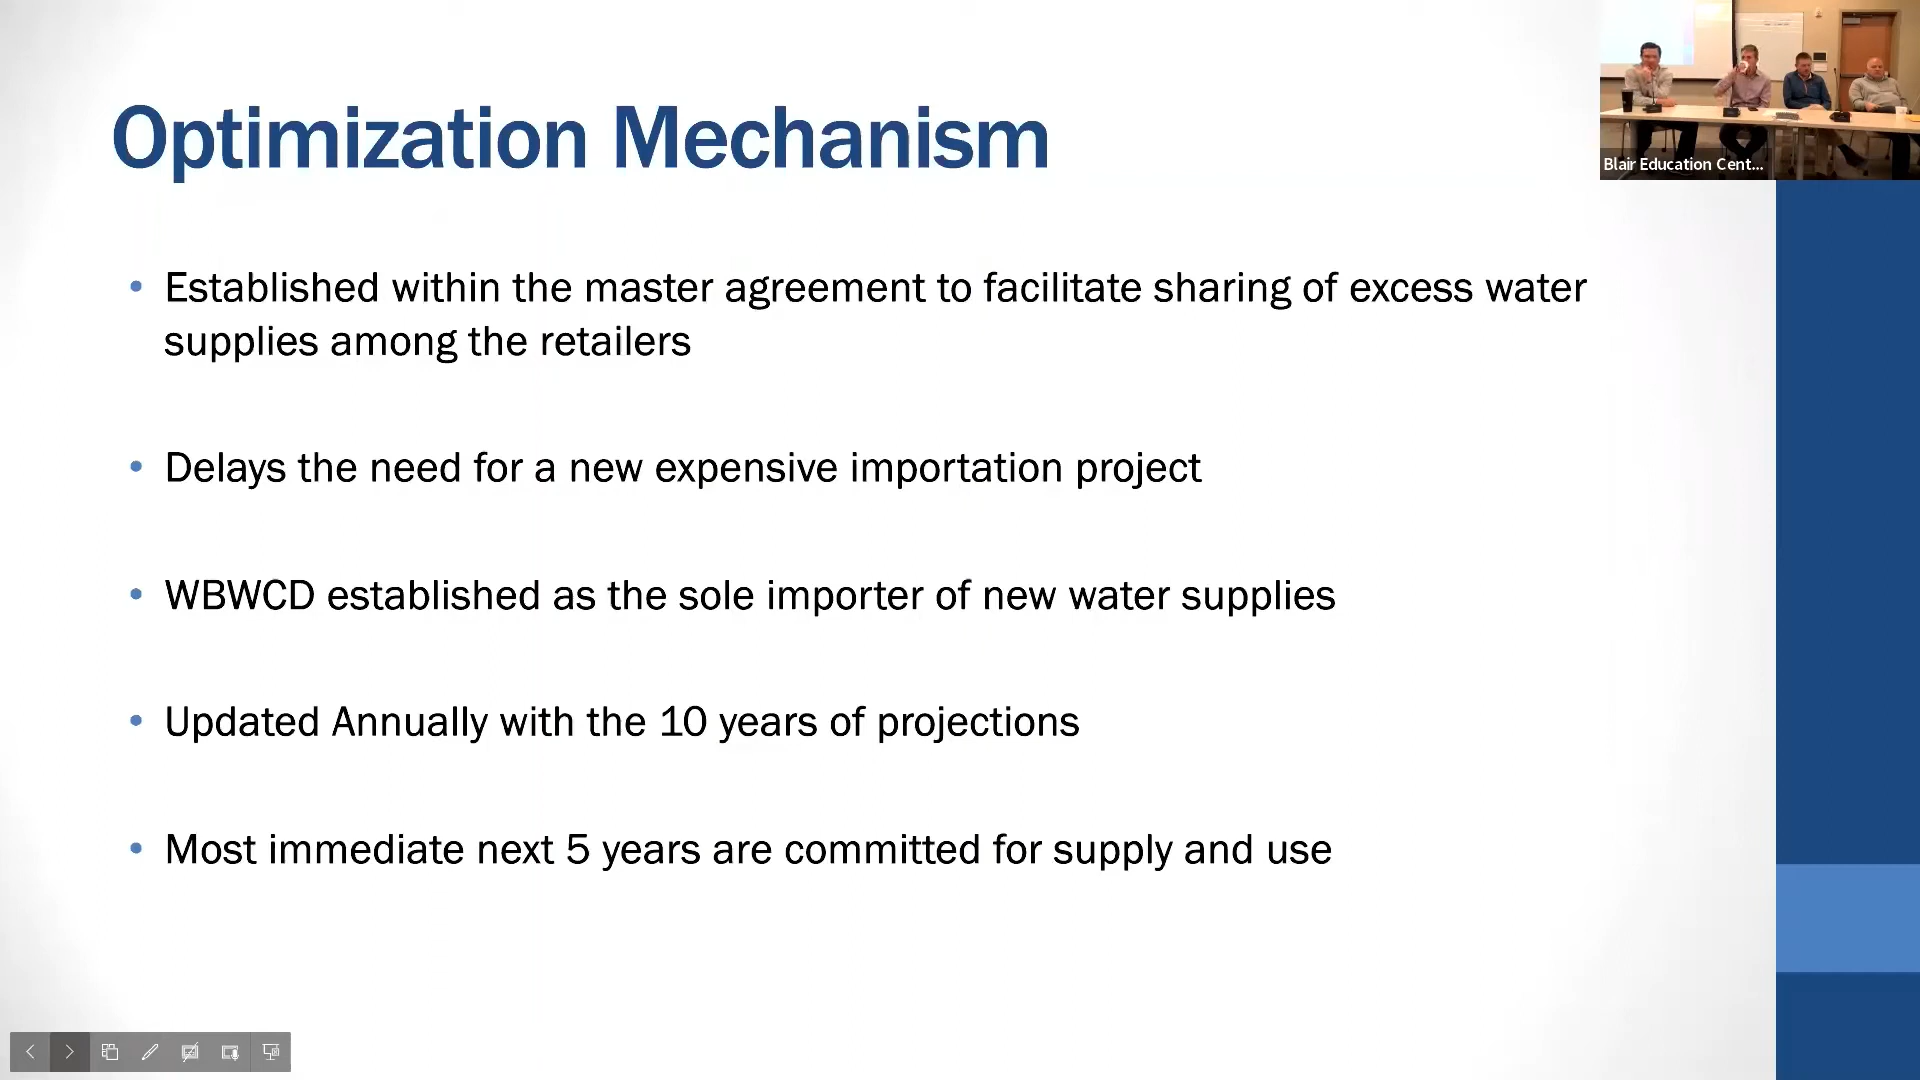 Optimization Mechanism
• Established within the master agreement to facilitate sharing of excess water
supplies among the retailers
• Delays the need for a new expensive importation project
• WBWCD established as the sole importer of new water supplies
• Updated Annually with the 10 years of projections
• Most immediate next 5 years are committed for supply and use
Blair Education Cent...